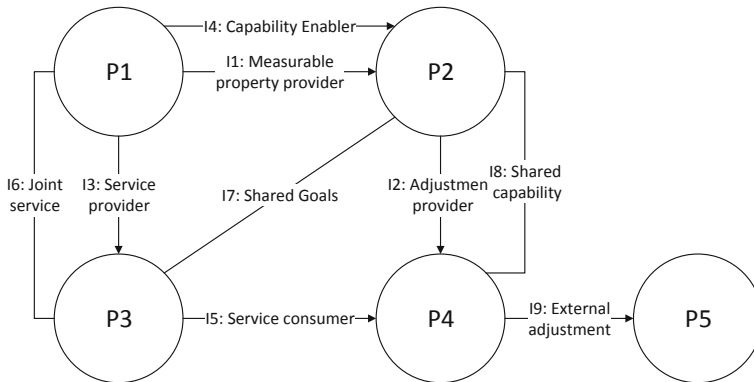 I4: Capability Enabler
P1
I1: Measurable
property provider
P2
I6: Joint
service
I3: Service
provider
I7: Shared Goals
I2: Adjustmen
provider
I8: Shared
capability
P3
I5: Service consumer
P4
I9: External
adjustment
P5